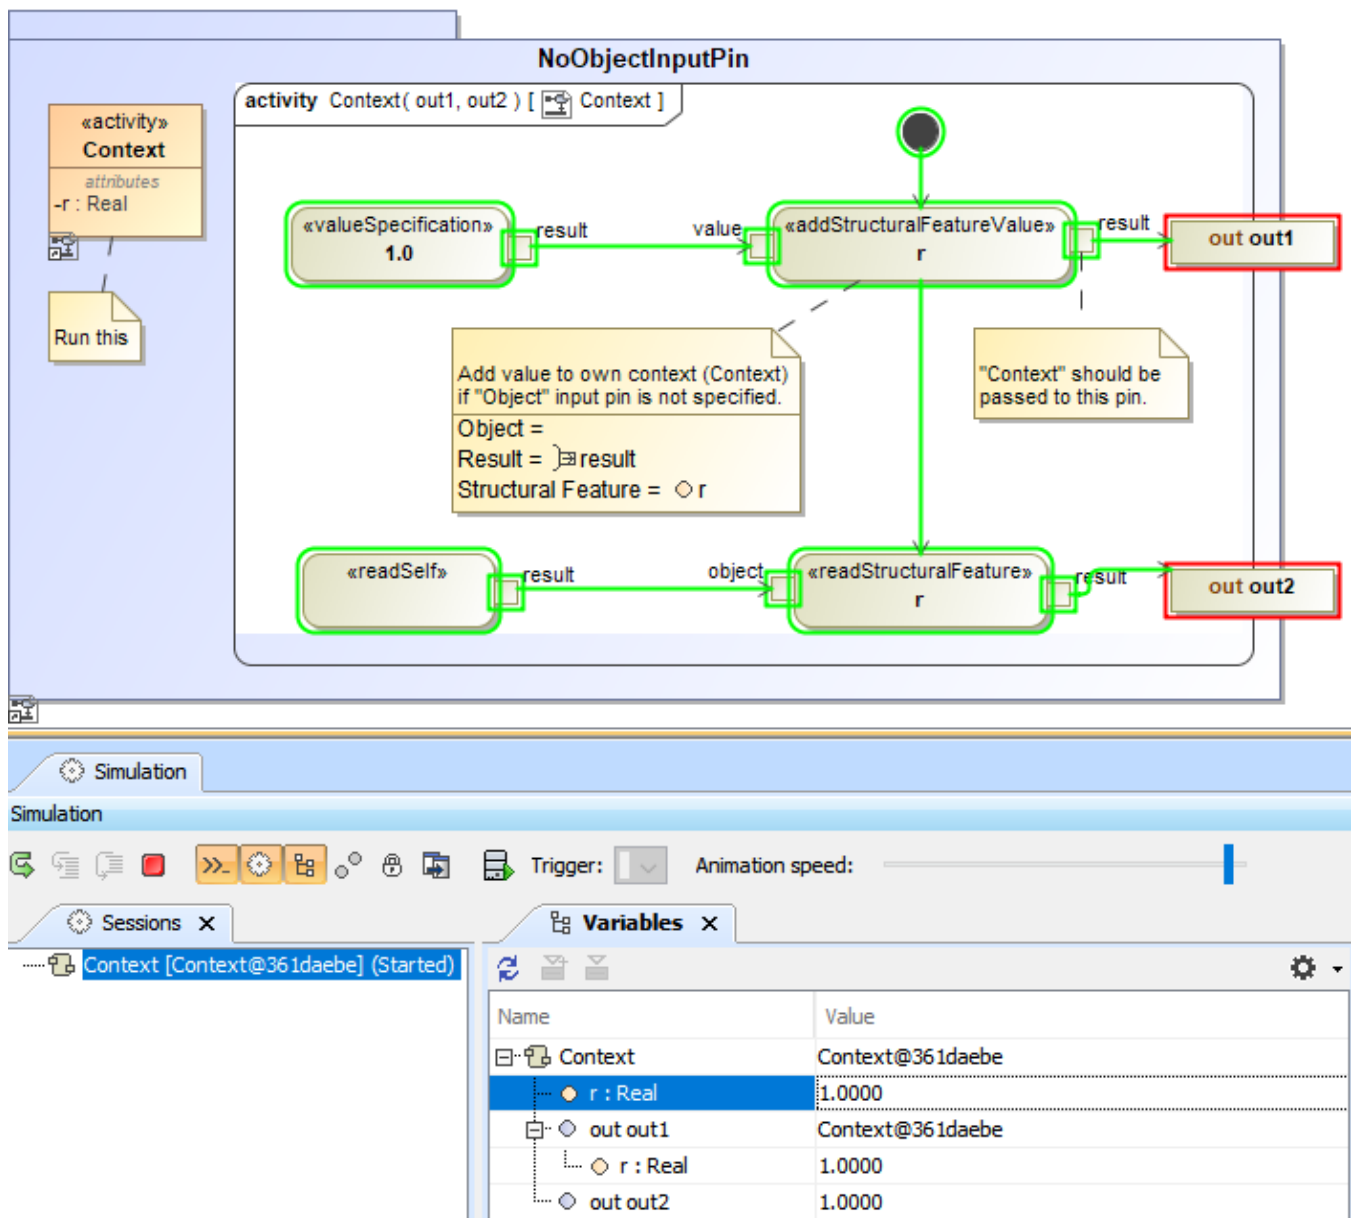 NoObjectInputPin
activity Context( out1, out2 ) [ Context ]
«activity»
Context
attributes
-r : Real
Run this
«valueSpecification»
1.0
result
value
«addStructuralFeatureValue»
r
result
out out1
Add value to own context (Context)
if "Object" input pin is not specified.
Object =
Result = result
Structural Feature = r
"Context" should be
passed to this pin.
«readSelf»
result
object
«readStructuralFeature»
r
result
out out2
Simulation
Simulation
Trigger:
Animation speed:
Sessions
Variables
Context [Context@361daebe] (Started)
Name Value
Context Context@361daebe
r : Real 1.0000
out out1 Context@361daebe
r : Real 1.0000
out out2 1.0000